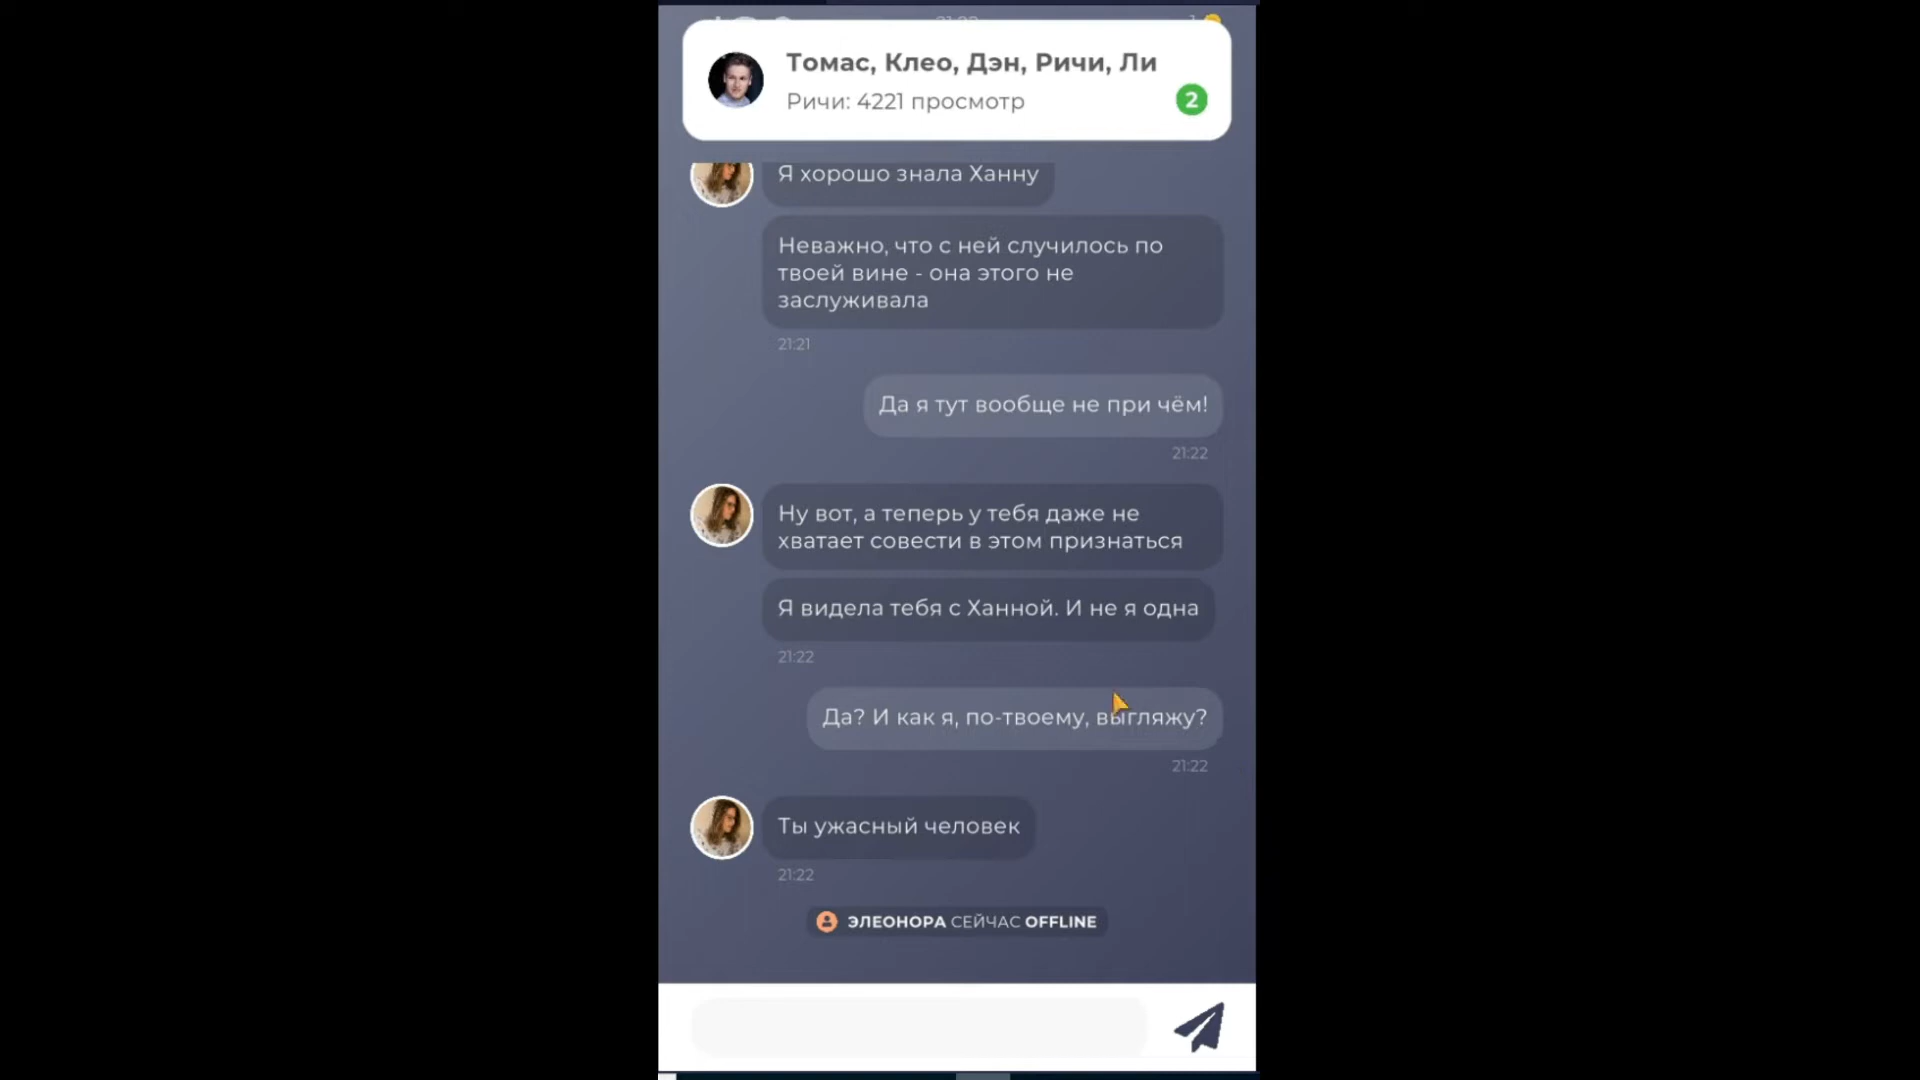 Томас, Клео, Дэн, Ричи, Ли
Ричи: 4221 просмотр
2
Я хорошо знала Ханну
Неважно, что с ней случилось по
твоей вине - она этого не
заслуживала
21:21
Да я тут вообще не при чём!
21:22
Ну вот, а теперь у тебя даже не
хватает совести в этом признаться
Я видела тебя с Ханной. И не я одна
21:22
Да? И как я, по-твоему, выгляжу?
21:22
Ты ужасный человек
21:22
ЭЛЕОНОРА СЕЙЧАС OFFLINE